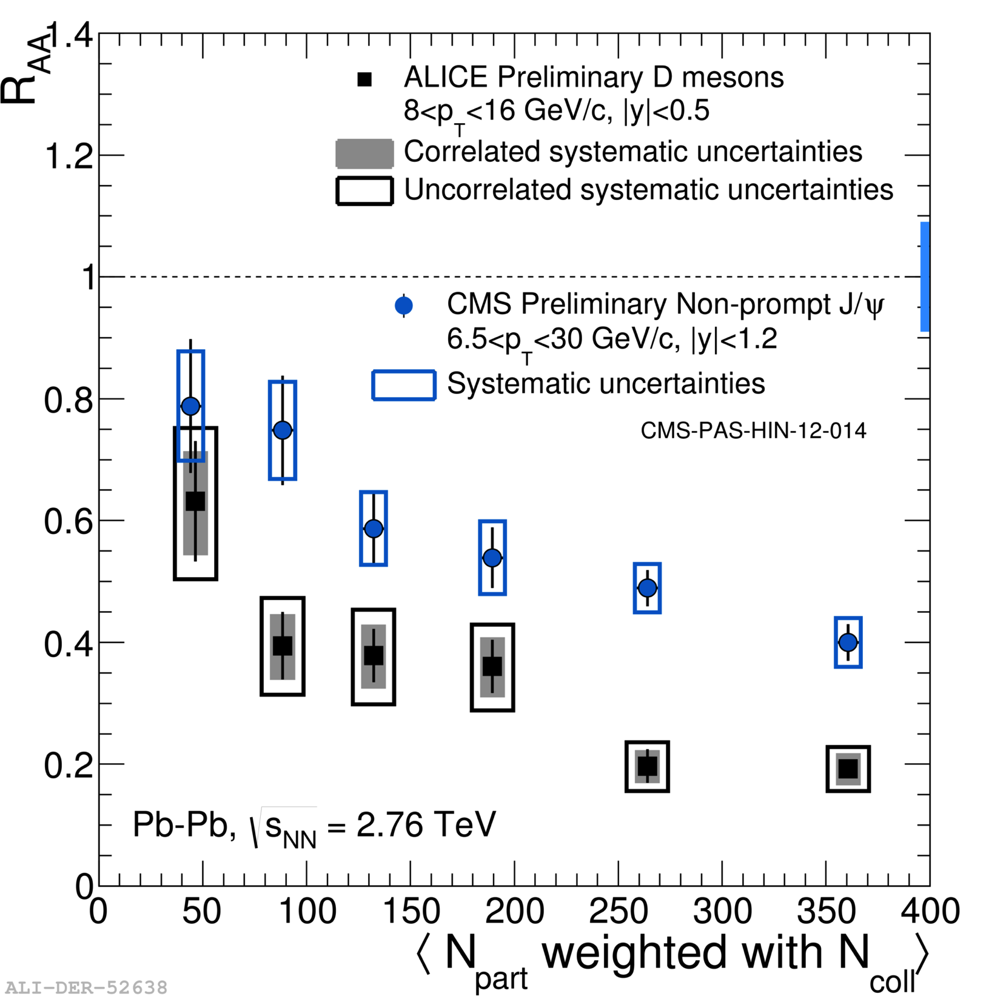 R_AA
1.4
ALICE Preliminary D mesons
8<p_T<16 GeV/c, |y|<0.5
Correlated systematic uncertainties
Uncorrelated systematic uncertainties
1.2
1
CMS Preliminary Non-prompt J/ψ
6.5<p_T<30 GeV/c, |y|<1.2
Systematic uncertainties
CMS-PAS-HIN-12-014
0.8
0.6
0.4
0.2
Pb-Pb, √s_NN = 2.76 TeV
0
0 50 100 150 200 250 300 350 400
⟨ N_part weighted with N_coll ⟩
ALI-DER-52638